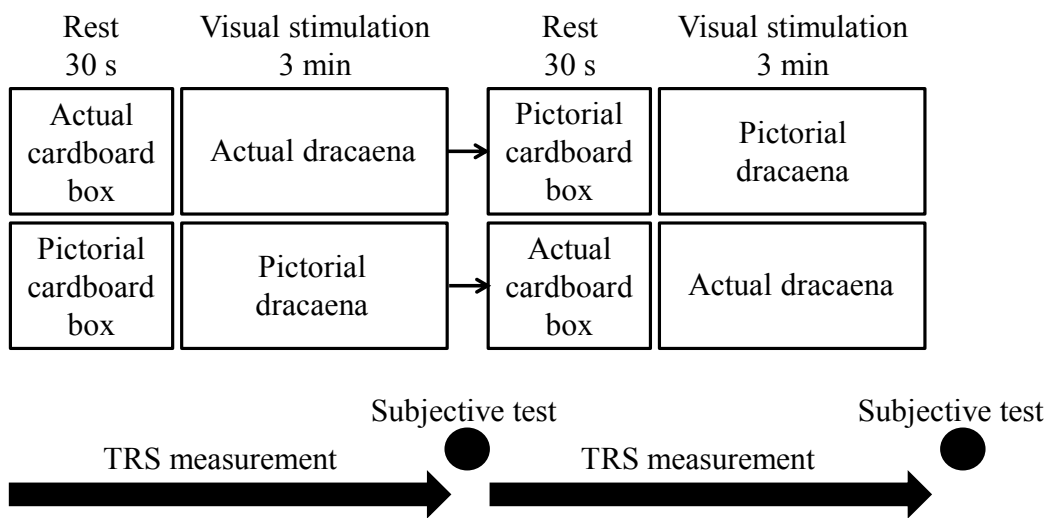 Rest
30 s
Visual stimulation
3 min
Rest
30 s
Visual stimulation
3 min
Actual
cardboard
box
Actual dracaena
Pictorial
cardboard
box
Pictorial
dracaena
Pictorial
cardboard
box
Pictorial
dracaena
Actual
cardboard
box
Actual dracaena
Subjective test
Subjective test
TRS measurement
TRS measurement